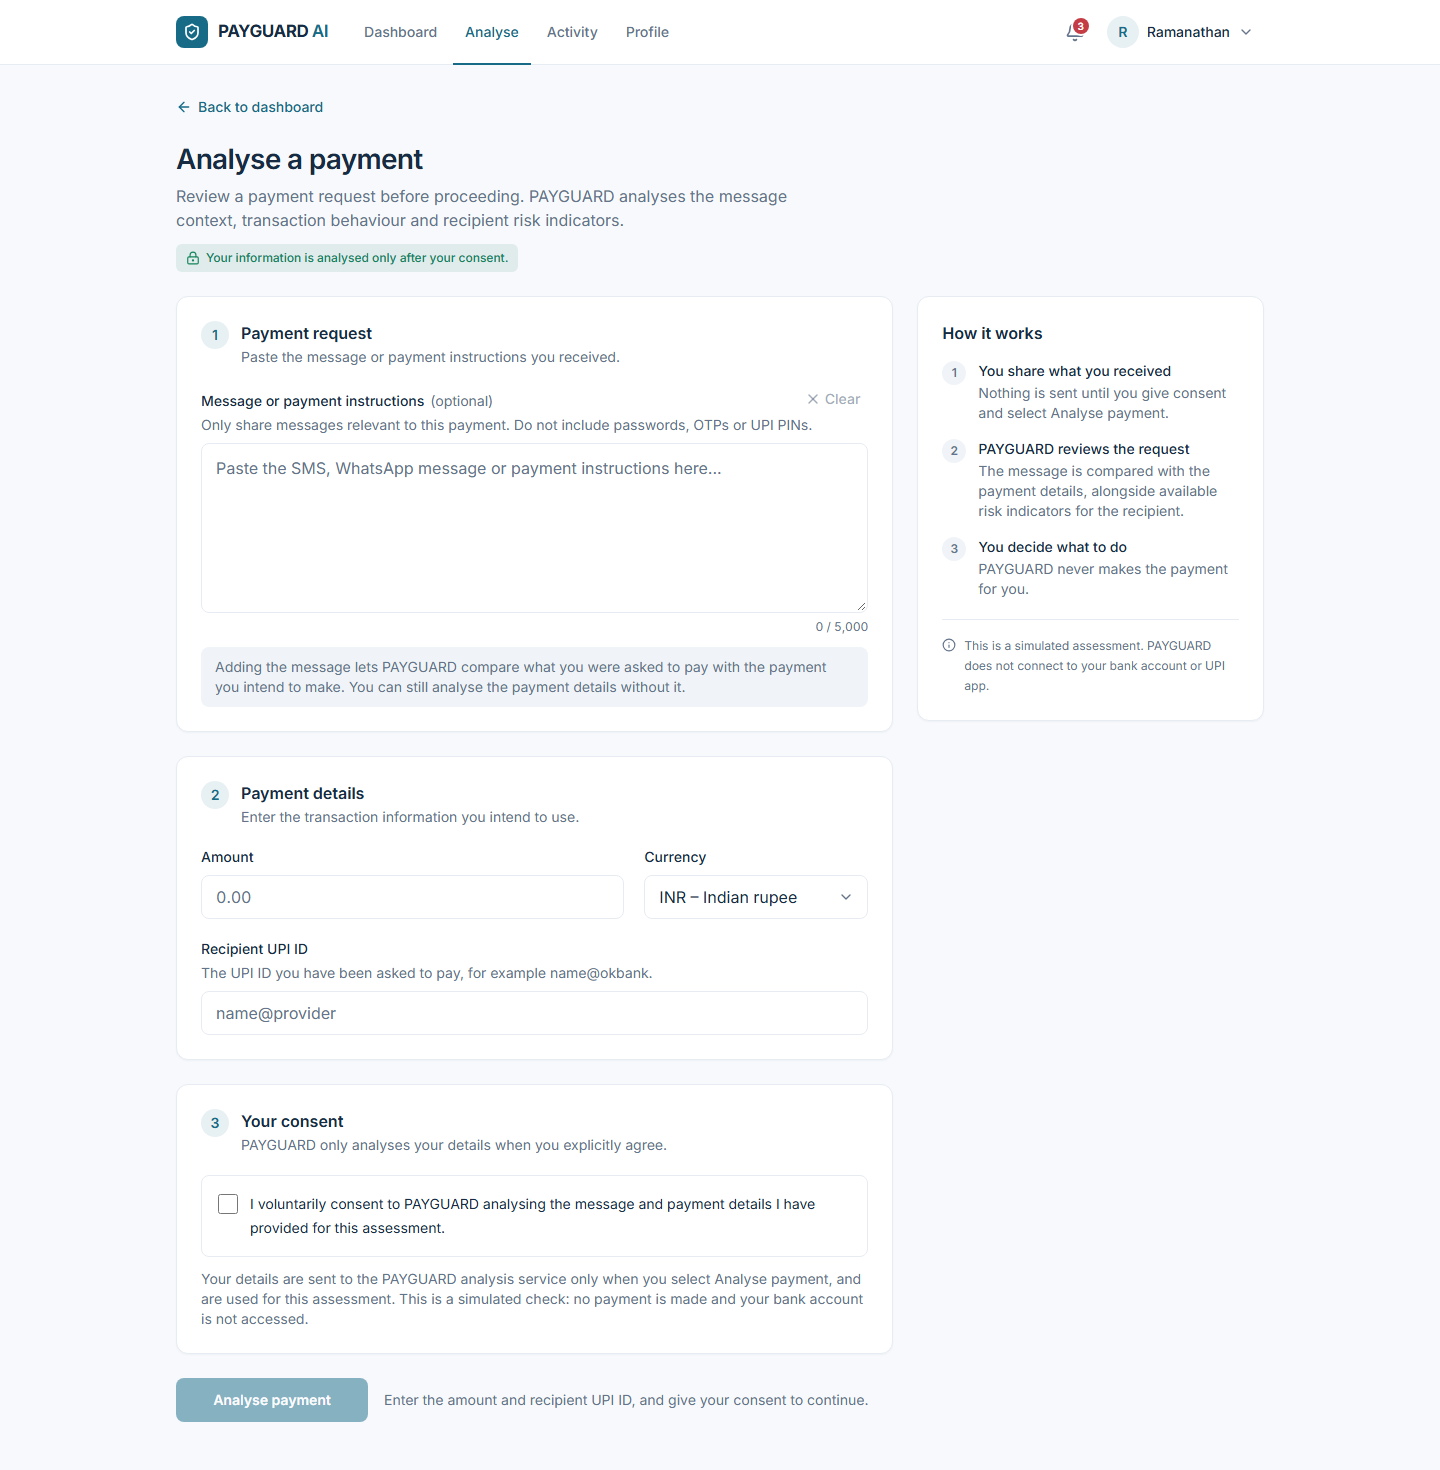 PAYGUARD AI
Dashboard
Analyse
Activity
Profile
3
R
Ramanathan
Back to dashboard
Analyse a payment
Review a payment request before proceeding. PAYGUARD analyses the message
context, transaction behaviour and recipient risk indicators.
Your information is analysed only after your consent.
1
Payment request
Paste the message or payment instructions you received.
Message or payment instructions (optional)
Clear
Only share messages relevant to this payment. Do not include passwords, OTPs or UPI PINs.
Paste the SMS, WhatsApp message or payment instructions here...
0 / 5,000
Adding the message lets PAYGUARD compare what you were asked to pay with the payment
you intend to make. You can still analyse the payment details without it.
2
Payment details
Enter the transaction information you intend to use.
Amount
0.00
Currency
INR – Indian rupee
Recipient UPI ID
The UPI ID you have been asked to pay, for example name@okbank.
name@provider
3
Your consent
PAYGUARD only analyses your details when you explicitly agree.
I voluntarily consent to PAYGUARD analysing the message and payment details I have
provided for this assessment.
Your details are sent to the PAYGUARD analysis service only when you select Analyse payment, and
are used for this assessment. This is a simulated check: no payment is made and your bank account
is not accessed.
Analyse payment
Enter the amount and recipient UPI ID, and give your consent to continue.
How it works
1
You share what you received
Nothing is sent until you give consent
and select Analyse payment.
2
PAYGUARD reviews the request
The message is compared with the
payment details, alongside available
risk indicators for the recipient.
3
You decide what to do
PAYGUARD never makes the payment
for you.
This is a simulated assessment. PAYGUARD
does not connect to your bank account or UPI
app.